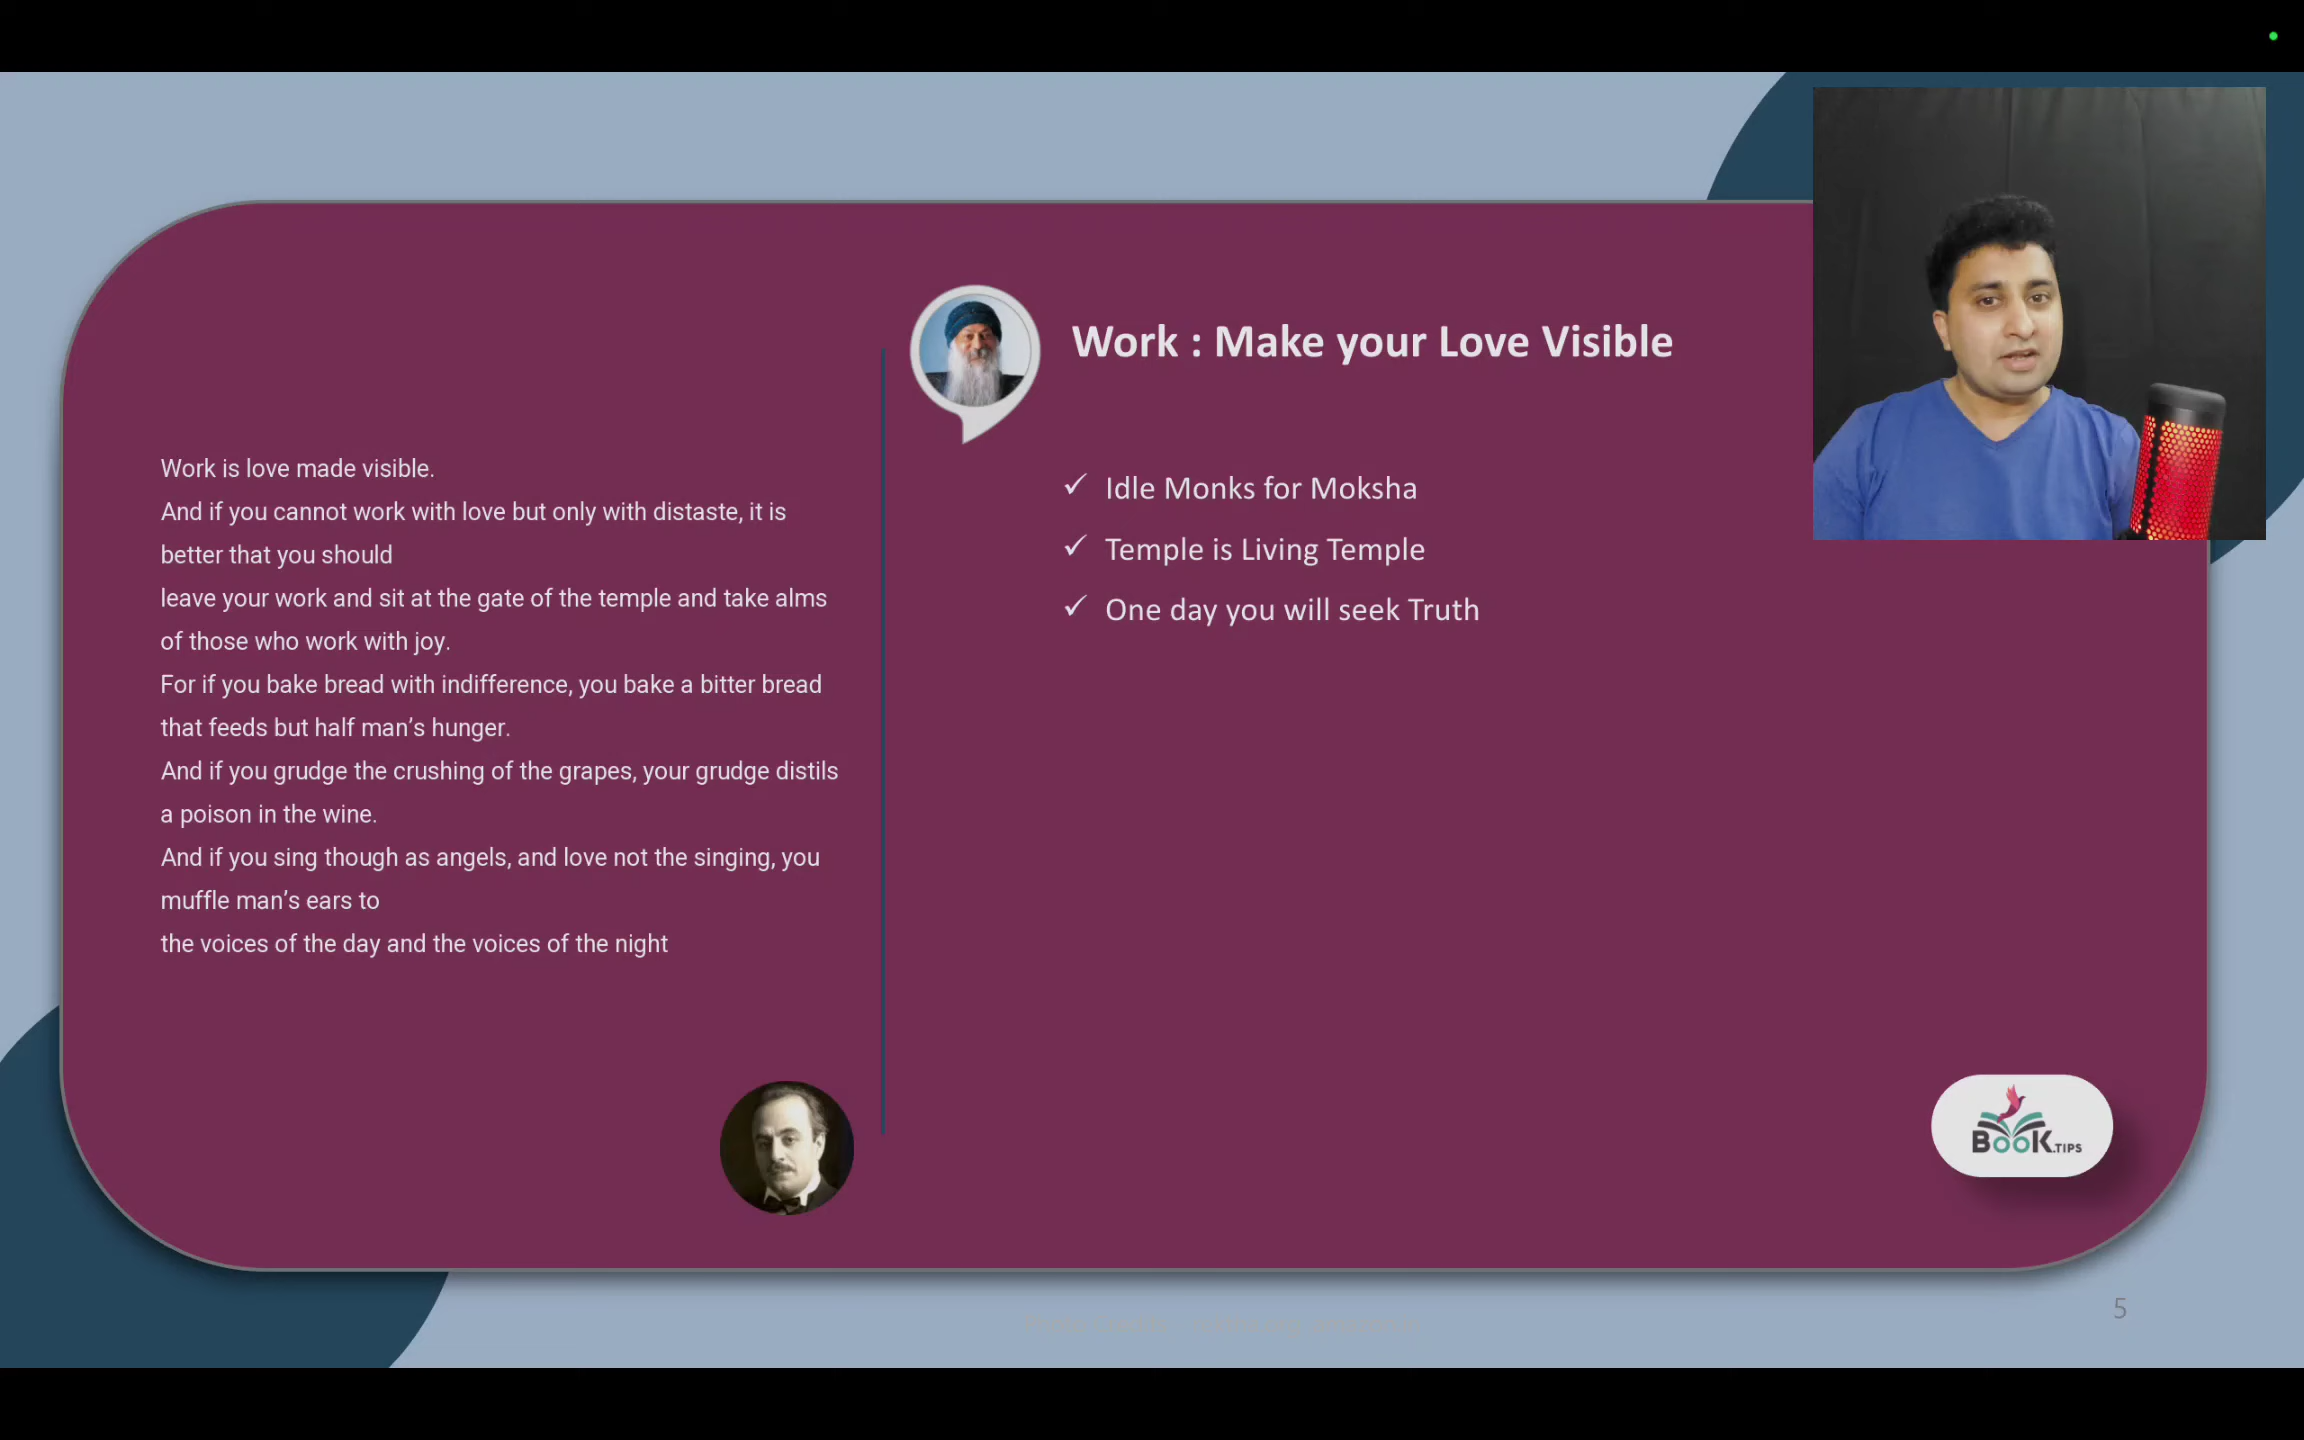 Work is love made visible.
And if you cannot work with love but only with distaste, it is
better that you should
leave your work and sit at the gate of the temple and take alms
of those who work with joy.
For if you bake bread with indifference, you bake a bitter bread
that feeds but half man’s hunger.
And if you grudge the crushing of the grapes, your grudge distils
a poison in the wine.
And if you sing though as angels, and love not the singing, you
muffle man’s ears to
the voices of the day and the voices of the night
Work : Make your Love Visible
✓ Idle Monks for Moksha
✓ Temple is Living Temple
✓ One day you will seek Truth
BooK.TIPS
5